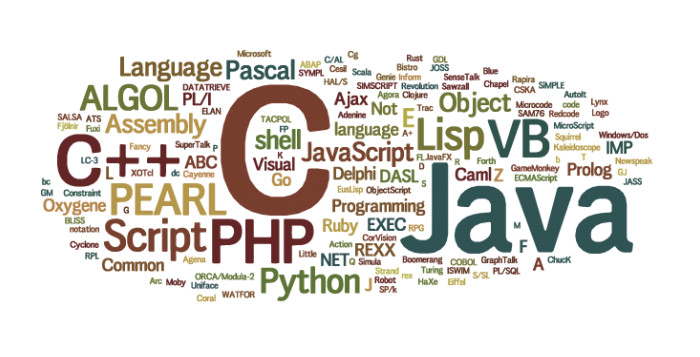 Microsoft
Language
Pascal
C/AL
Cg
ABAP
SYMPL
Cesil
Scala
Rust
GDL
Bistro
JOSS
Genie
Inform
SenseTalk
Blue
HAL/S
SIMSCRIPT
Revolution
Sawzall
Chapel
Rapira
CSKA
SiMPLE
DATATRIEVE
ALGOL
PL/I
ELAN
C
Ajax
Agora
Clojure
Adenine
Not
E
Trac
Object
Microcode
SAM76
AutoIt
code
Redcode
Lynx
Logo
SALSA
ATS
Fjölnir
Fuxi
Assembly
TACPOL
FP
shell
language
A+
Lisp
VB
MicroScript
Squirrel
Windows/Dos
Kaleidoscope
IMP
C++
LC-3
Fancy
SuperTalk
P
L
XOTcl
dc
ABC
Cayenne
K
Visual
Go
JavaScript
FL
JavaFX
R
Forth
b
T
Newspeak
GJ
JASS
bc
GM
Constraint
Oxygene
G
PEARL
Delphi
DASL
D
S
Caml
Z
GameMonkey
ECMAScript
Prolog
EusLisp
ObjectScript
Programming
Java
BLISS
notation
Script
PHP
Ruby
EXEC
RPG
Cyclone
RPL
Common
Agena
Little
Action
CorVision
REXX
NET
Q
Simula
Boomerang
COBOL
GraphTalk
M
F
A
ChucK
Turing
ISWIM
PL/SQL
Arc
Moby
ORCA/Modula-2
Uniface
Coral
WATFOR
Python
Strand
rex
J
Robot
SP/k
HaXe
Eiffel
S/SL